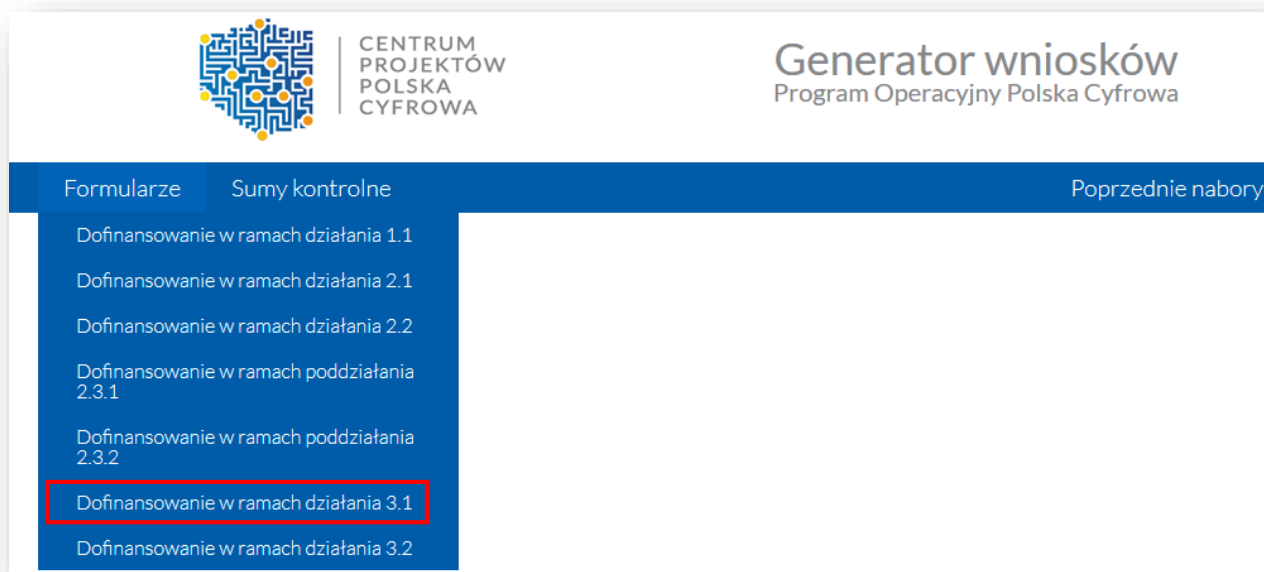 CENTRUM
PROJEKTÓW
POLSKA
CYFROWA
Generator wniosków
Program Operacyjny Polska Cyfrowa
Formularze
Sumy kontrolne
Poprzednie nabory
Dofinansowanie w ramach działania 1.1
Dofinansowanie w ramach działania 2.1
Dofinansowanie w ramach działania 2.2
Dofinansowanie w ramach poddziałania
2.3.1
Dofinansowanie w ramach poddziałania
2.3.2
Dofinansowanie w ramach działania 3.1
Dofinansowanie w ramach działania 3.2